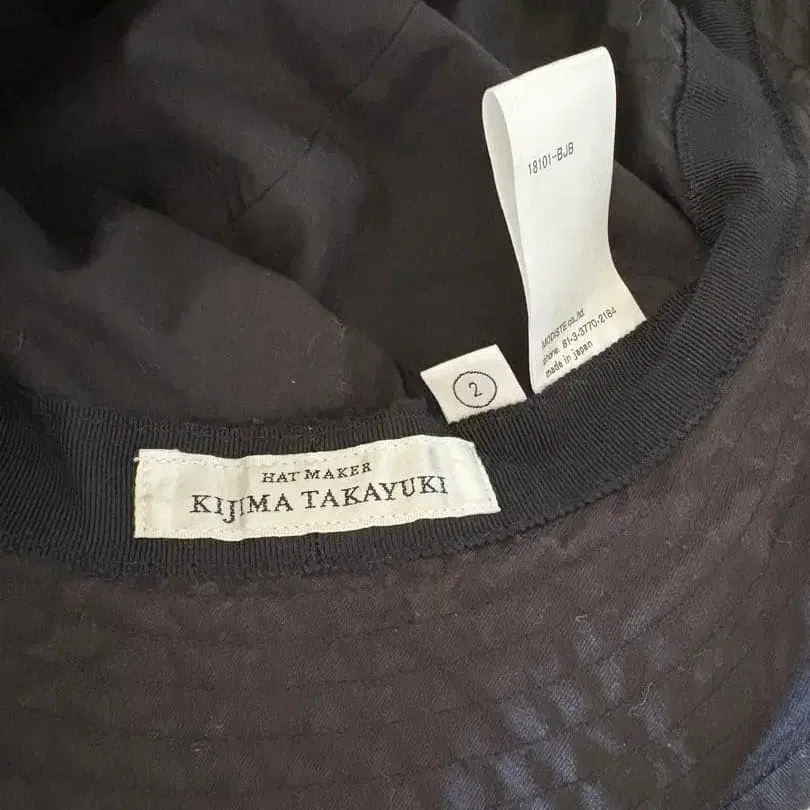 18101-BJB
MODISTE co.,ltd.
phone. 81-3-3770-2184
made in japan
2
HAT MAKER
KIJIMA TAKAYUKI